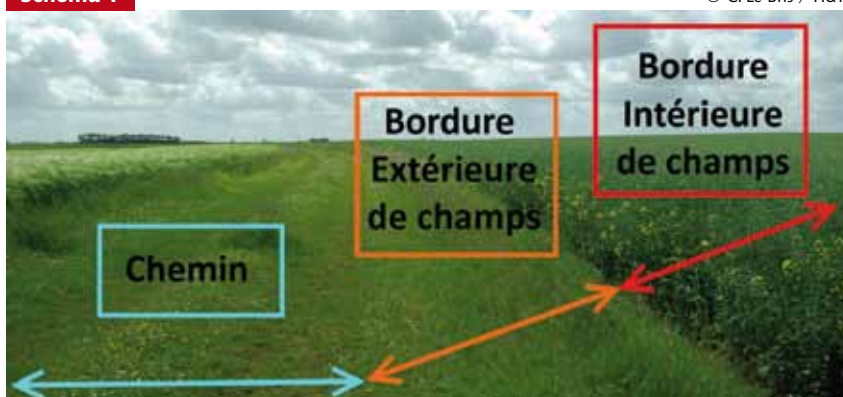 Chemin
Bordure
Extérieure
de champs
Bordure
Intérieure
de champs